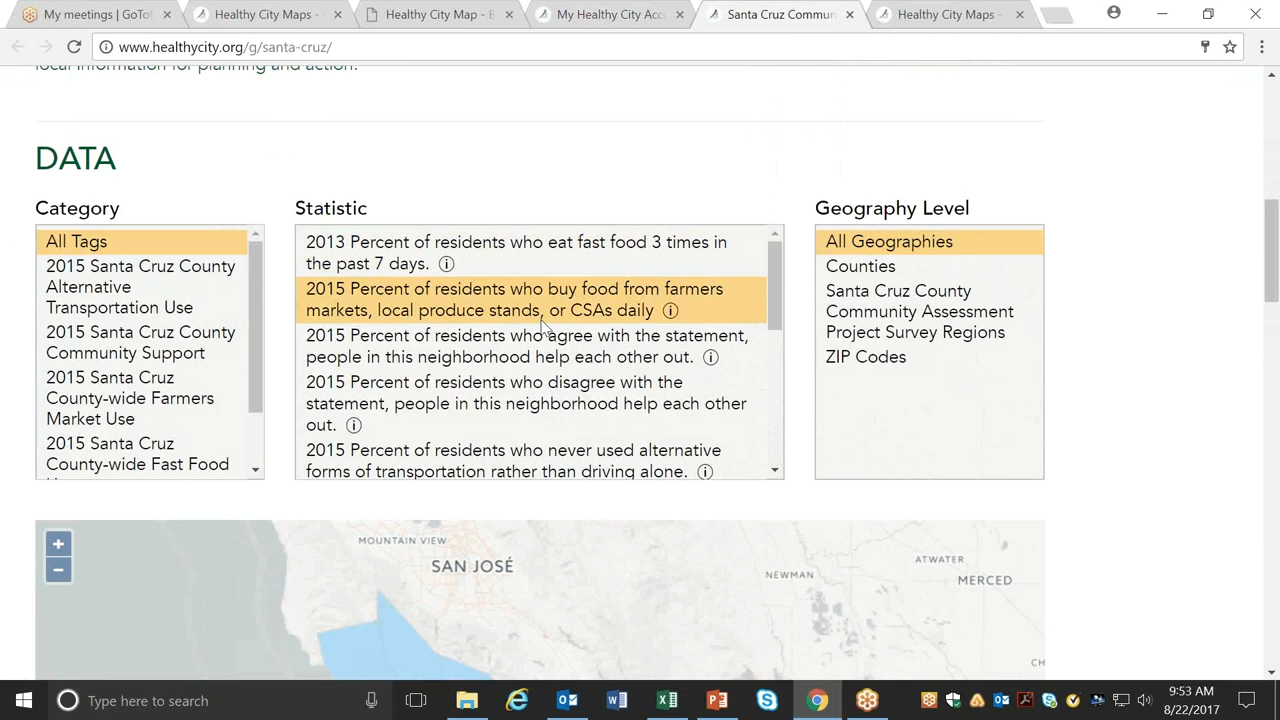 My meetings | GoTo
Healthy City Maps -
Healthy City Map - B
My Healthy City Acc
Santa Cruz Commun
Healthy City Maps -
www.healthycity.org/g/santa-cruz/
local information for planning and action.
DATA
Category
All Tags
2015 Santa Cruz County
Alternative
Transportation Use
2015 Santa Cruz County
Community Support
2015 Santa Cruz
County-wide Farmers
Market Use
2015 Santa Cruz
County-wide Fast Food
Statistic
2013 Percent of residents who eat fast food 3 times in
the past 7 days.
2015 Percent of residents who buy food from farmers
markets, local produce stands, or CSAs daily
2015 Percent of residents who agree with the statement,
people in this neighborhood help each other out.
2015 Percent of residents who disagree with the
statement, people in this neighborhood help each other
out.
2015 Percent of residents who never used alternative
forms of transportation rather than driving alone.
Geography Level
All Geographies
Counties
Santa Cruz County
Community Assessment
Project Survey Regions
ZIP Codes
MOUNTAIN VIEW
SAN JOSÉ
NEWMAN
ATWATER
MERCED
CH
Type here to search
9:53 AM
8/22/2017